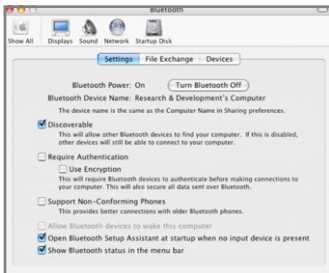 Bluetooth
Show All Displays Sound Network Startup Disk
Settings File Exchange Devices
Bluetooth Power: On Turn Bluetooth Off
Bluetooth Device Name: Research & Development's Computer
The device name is the same as the Computer Name in Sharing preferences.
Discoverable
This will allow other Bluetooth devices to find your computer. If this is disabled,
other devices will still be able to connect to your computer.
Require Authentication
Use Encryption
This will require Bluetooth devices to authenticate before making connections to
your computer. This will also secure all data sent over Bluetooth.
Support Non-Conforming Phones
This provides better connections with older Bluetooth phones.
Allow Bluetooth devices to wake this computer
Open Bluetooth Setup Assistant at startup when no input device is present
Show Bluetooth status in the menu bar